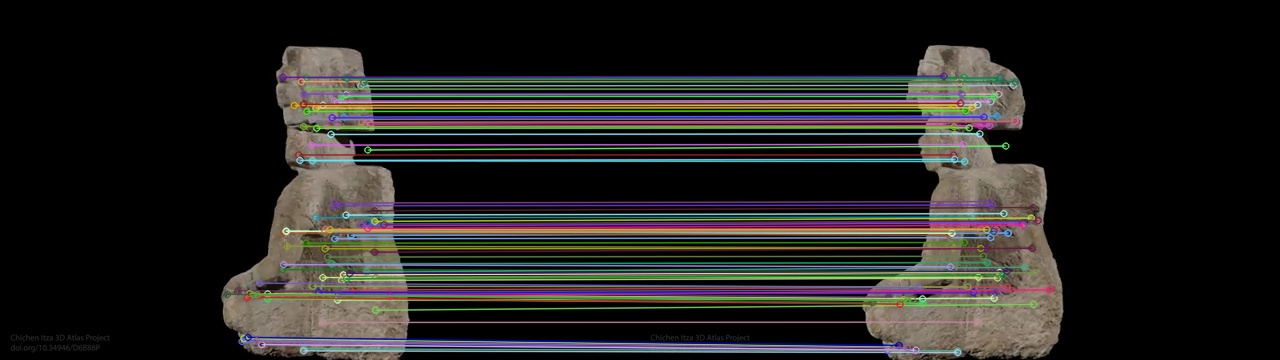 Chichen Itza 3D Atlas Project
doi.org/10.34946/D6888P
Chichen Itza 3D Atlas Project